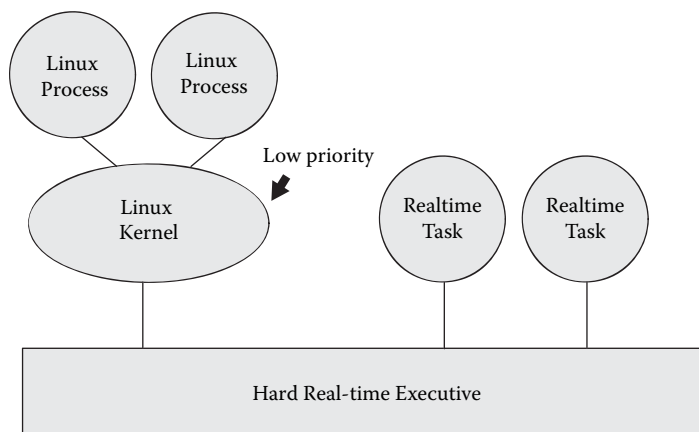 Linux
Process
Linux
Process
Low priority
Linux
Kernel
Realtime
Task
Realtime
Task
Hard Real-time Executive